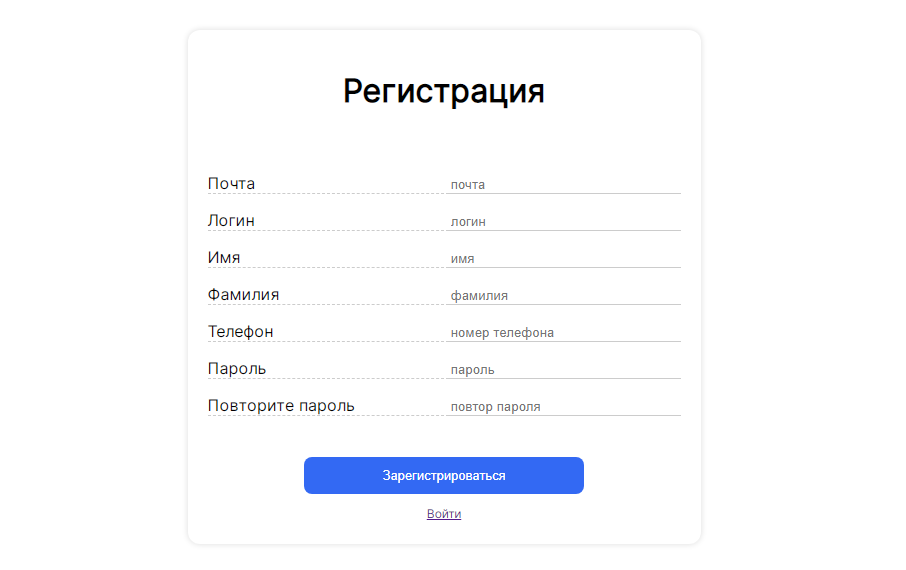 Регистрация
Почта почта
Логин логин
Имя имя
Фамилия фамилия
Телефон номер телефона
Пароль пароль
Повторите пароль повтор пароля
Зарегистрироваться
Войти